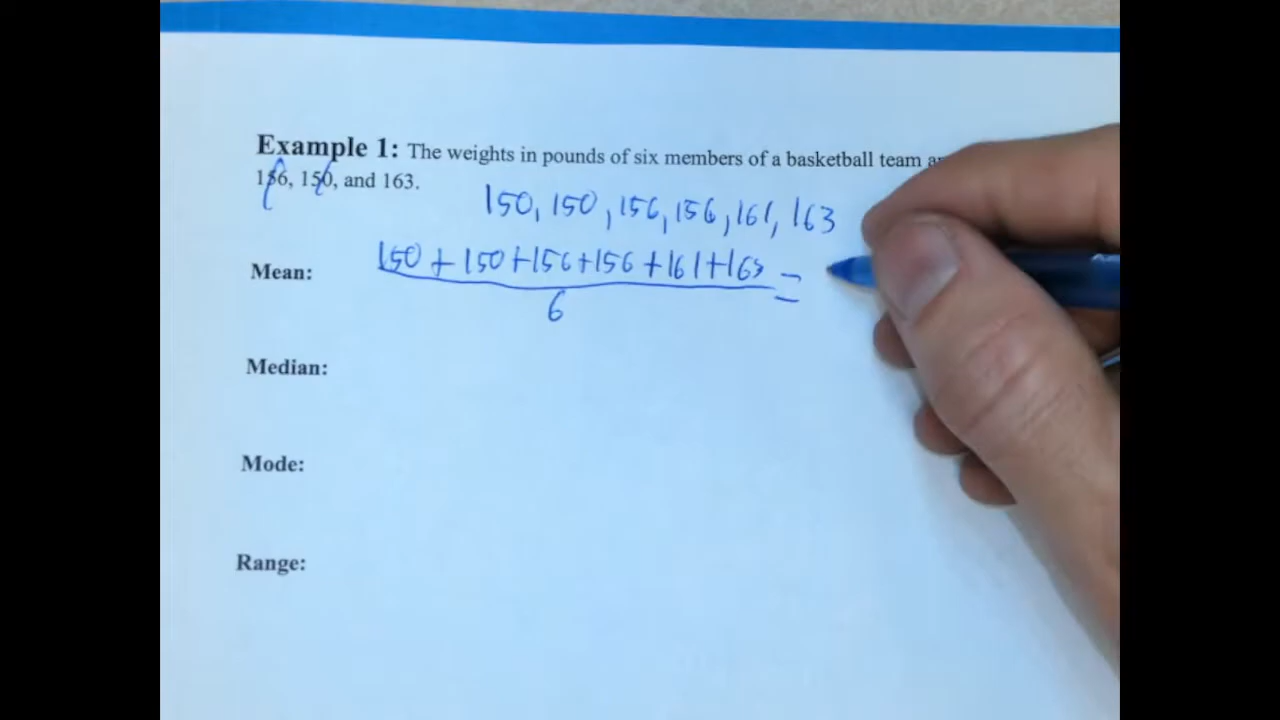 Example 1: The weights in pounds of six members of a basketball team
156, 150, and 163.
150, 150, 156, 156, 161, 163
Mean:
150 + 150 + 156 + 156 + 161 + 163 =
6
Median:
Mode:
Range: